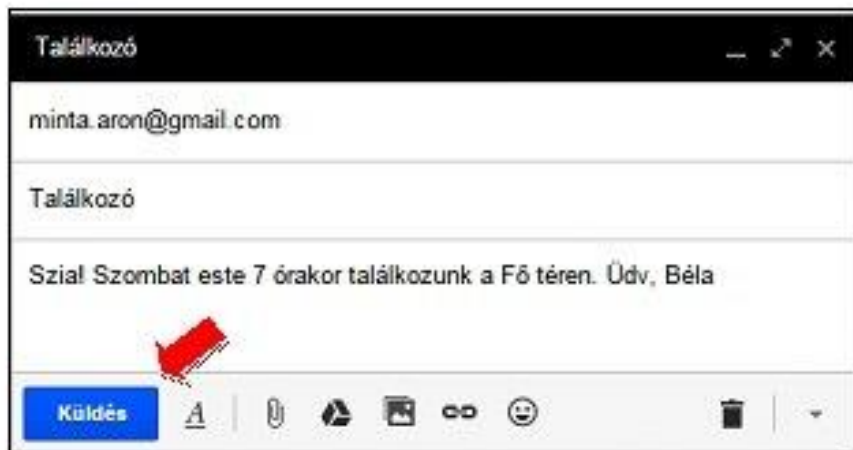 Találkozó
minta.aron@gmail.com
Találkozó
Szia! Szombat este 7 órakor találkozunk a Fő téren. Üdv, Béla
Küldés
A